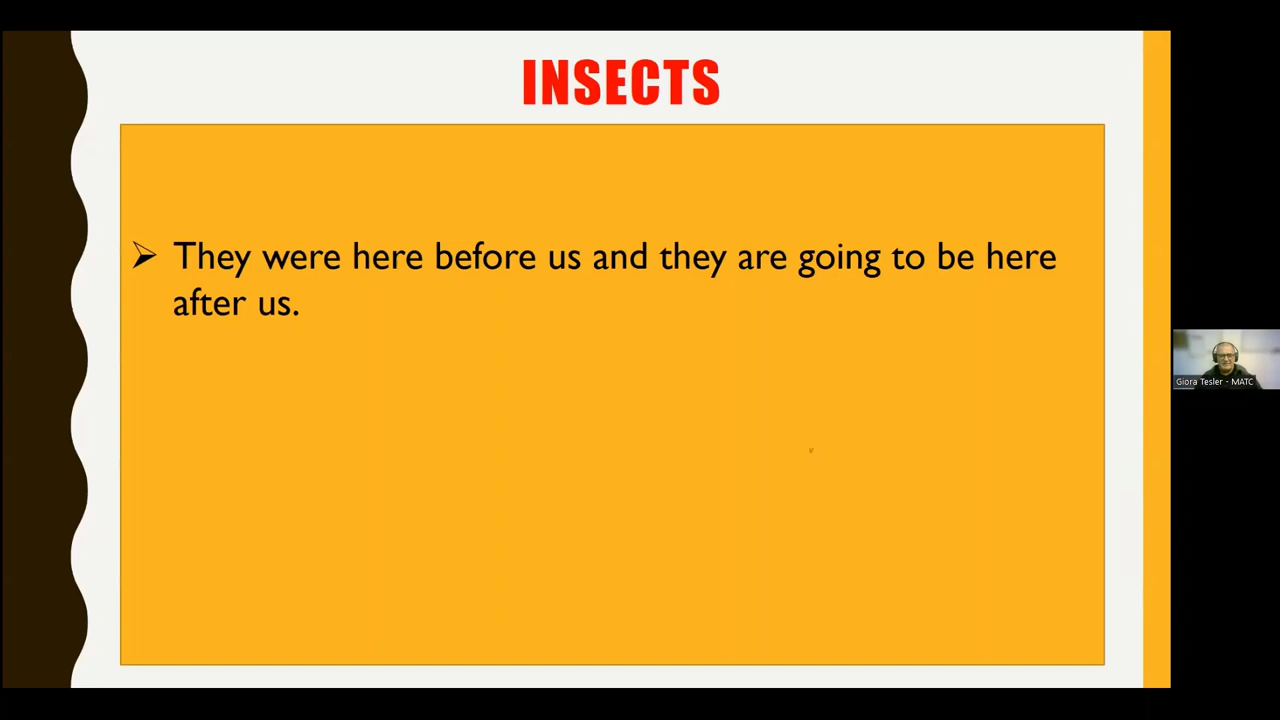 INSECTS
➢ They were here before us and they are going to be here
after us.
Giora Tesler - MATC